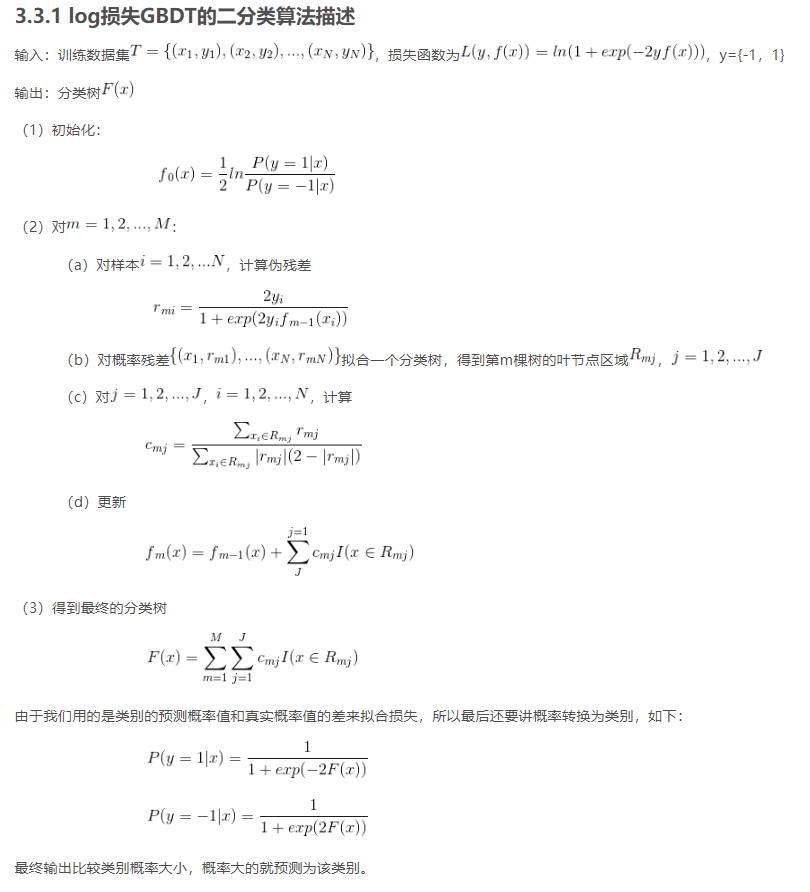 3.3.1 log损失GBDT的二分类算法描述
输入：训练数据集$T = \{(x_1, y_1), (x_2, y_2), ..., (x_N, y_N)\}$，损失函数为$L(y, f(x)) = ln(1 + exp(-2yf(x)))$，y={-1，1}
输出：分类树$F(x)$
（1）初始化：
$f_0(x) = \frac{1}{2} ln \frac{P(y = 1|x)}{P(y = -1|x)}$
（2）对$m = 1, 2, ..., M$：
（a）对样本$i = 1, 2, ...N$，计算伪残差
$r_{mi} = \frac{2y_i}{1 + exp(2y_i f_{m-1}(x_i))}$
（b）对概率残差$\{(x_1, r_{m1}), ..., (x_N, r_{mN})\}$拟合一个分类树，得到第m棵树的叶节点区域$R_{mj}$，$j = 1, 2, ..., J$
（c）对$j = 1, 2, ..., J$，$i = 1, 2, ..., N$，计算
$c_{mj} = \frac{\sum_{x_i \in R_{mj}} r_{mj}}{\sum_{x_i \in R_{mj}} |r_{mj}|(2 - |r_{mj}|)}$
（d）更新
$f_m(x) = f_{m-1}(x) + \sum_{J}^{j=1} c_{mj} I(x \in R_{mj})$
（3）得到最终的分类树
$F(x) = \sum_{m=1}^{M} \sum_{j=1}^{J} c_{mj} I(x \in R_{mj})$
由于我们用的是类别的预测概率值和真实概率值的差来拟合损失，所以最后还要讲概率转换为类别，如下：
$P(y = 1|x) = \frac{1}{1 + exp(-2F(x))}$
$P(y = -1|x) = \frac{1}{1 + exp(2F(x))}$
最终输出比较类别概率大小，概率大的就预测为该类别。